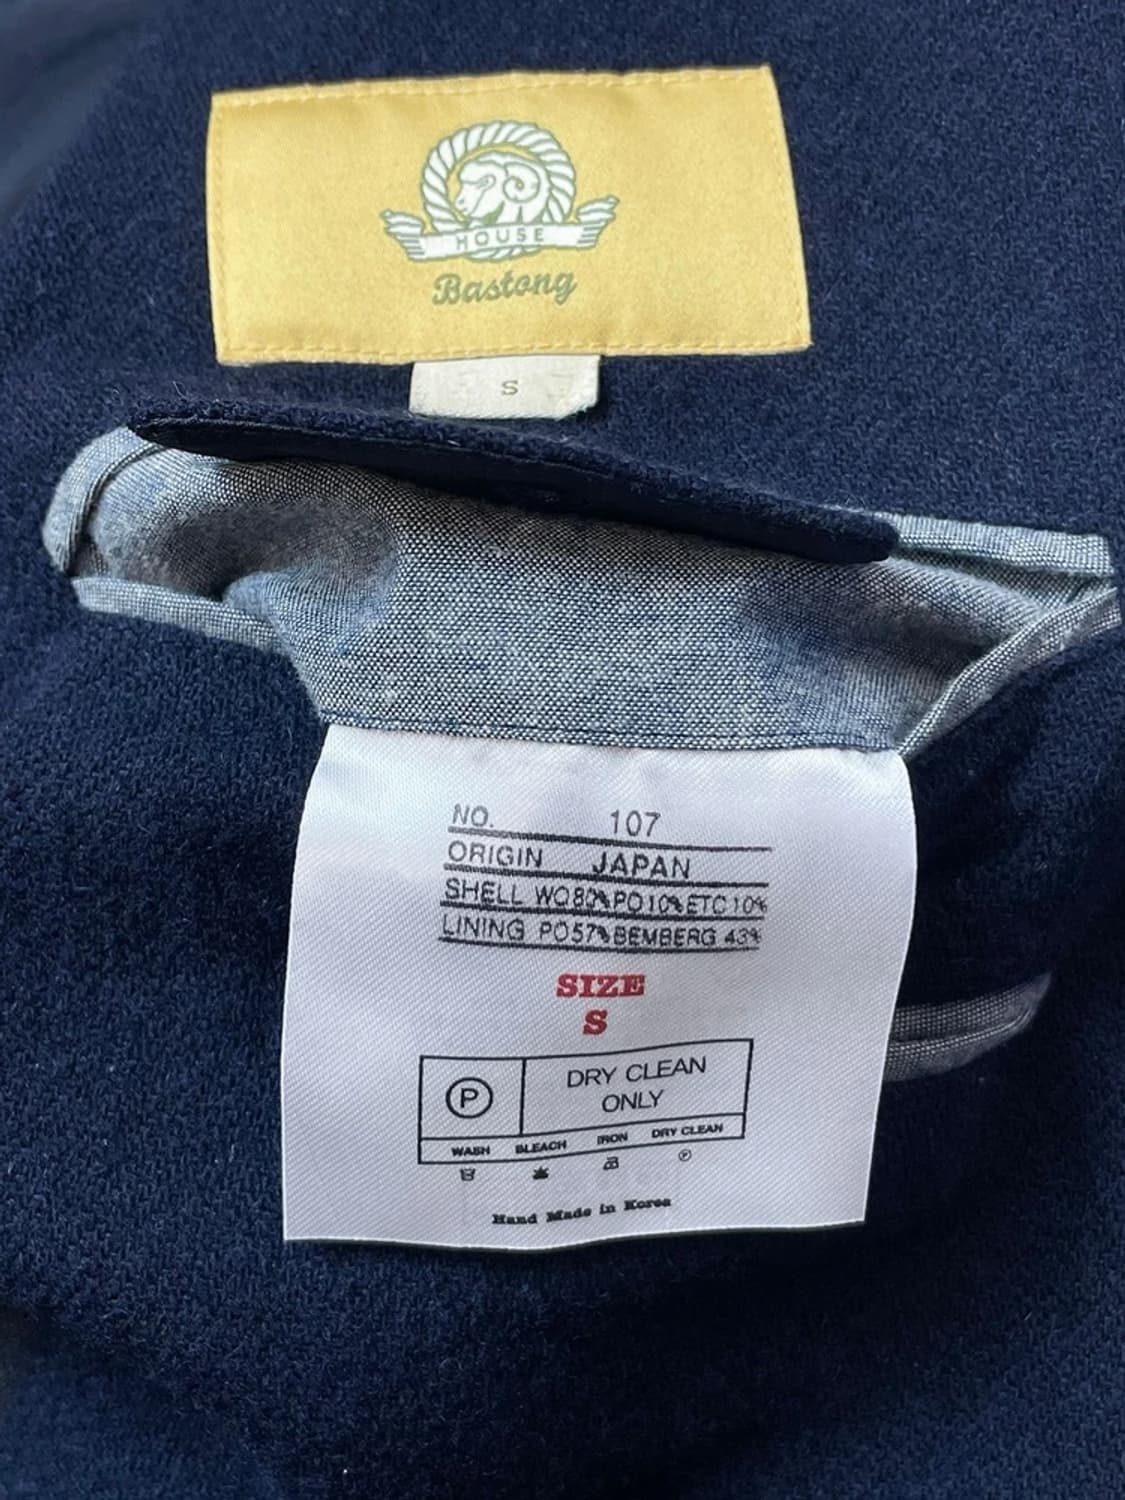 HOUSE
Bastong
S
NO. 107
ORIGIN JAPAN
SHELL WO80%PO10%ETC10%
LINING PO57%BEMBERG 43%
SIZE
S
P DRY CLEAN
ONLY
WASH BLEACH IRON DRY CLEAN
P
Hand Made in Korea